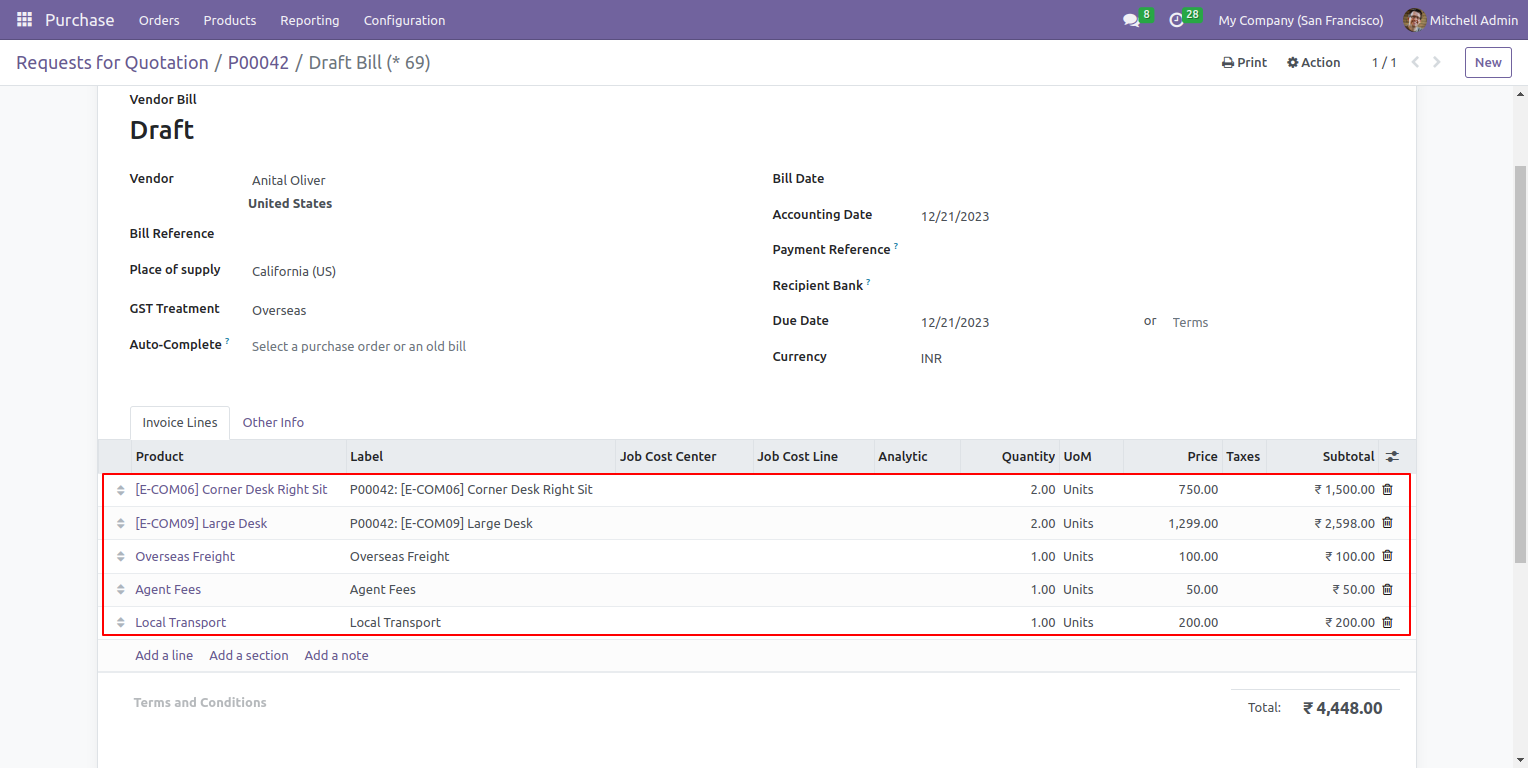 Purchase Orders Products Reporting Configuration 8 28 My Company (San Francisco) Mitchell Admin
Requests for Quotation / P00042 / Draft Bill (* 69) Print Action 1 / 1 New
Vendor Bill
Draft
Vendor Anital Oliver Bill Date
United States
Accounting Date 12/21/2023
Bill Reference
Payment Reference ?
Place of supply California (US)
Recipient Bank ?
GST Treatment Overseas
Due Date 12/21/2023 or Terms
Auto-Complete ? Select a purchase order or an old bill
Currency INR
Invoice Lines Other Info
Product Label Job Cost Center Job Cost Line Analytic Quantity UoM Price Taxes Subtotal
[E-COM06] Corner Desk Right Sit P00042: [E-COM06] Corner Desk Right Sit 2.00 Units 750.00 ₹ 1,500.00
[E-COM09] Large Desk P00042: [E-COM09] Large Desk 2.00 Units 1,299.00 ₹ 2,598.00
Overseas Freight Overseas Freight 1.00 Units 100.00 ₹ 100.00
Agent Fees Agent Fees 1.00 Units 50.00 ₹ 50.00
Local Transport Local Transport 1.00 Units 200.00 ₹ 200.00
Add a line Add a section Add a note
Terms and Conditions
Total: ₹ 4,448.00